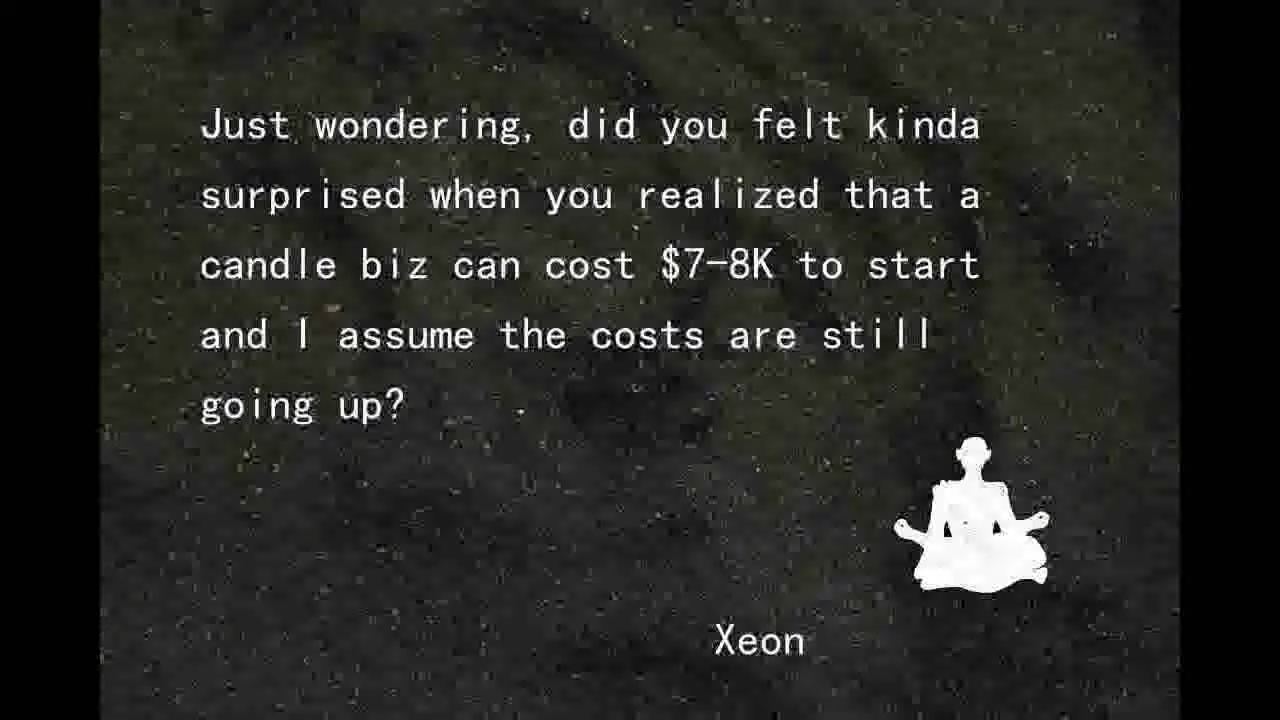 Just wondering, did you felt kinda
surprised when you realized that a
candle biz can cost $7-8K to start
and I assume the costs are still
going up?
Xeon